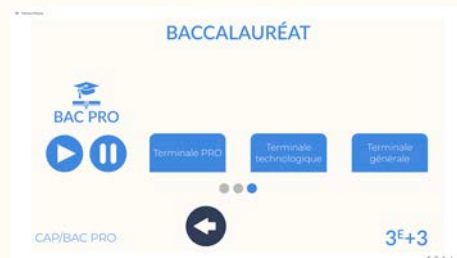 BACCALAURÉAT
BAC PRO
Terminale PRO
Terminale
technologique
Terminale
générale
CAP/BAC PRO
3ᴱ+3